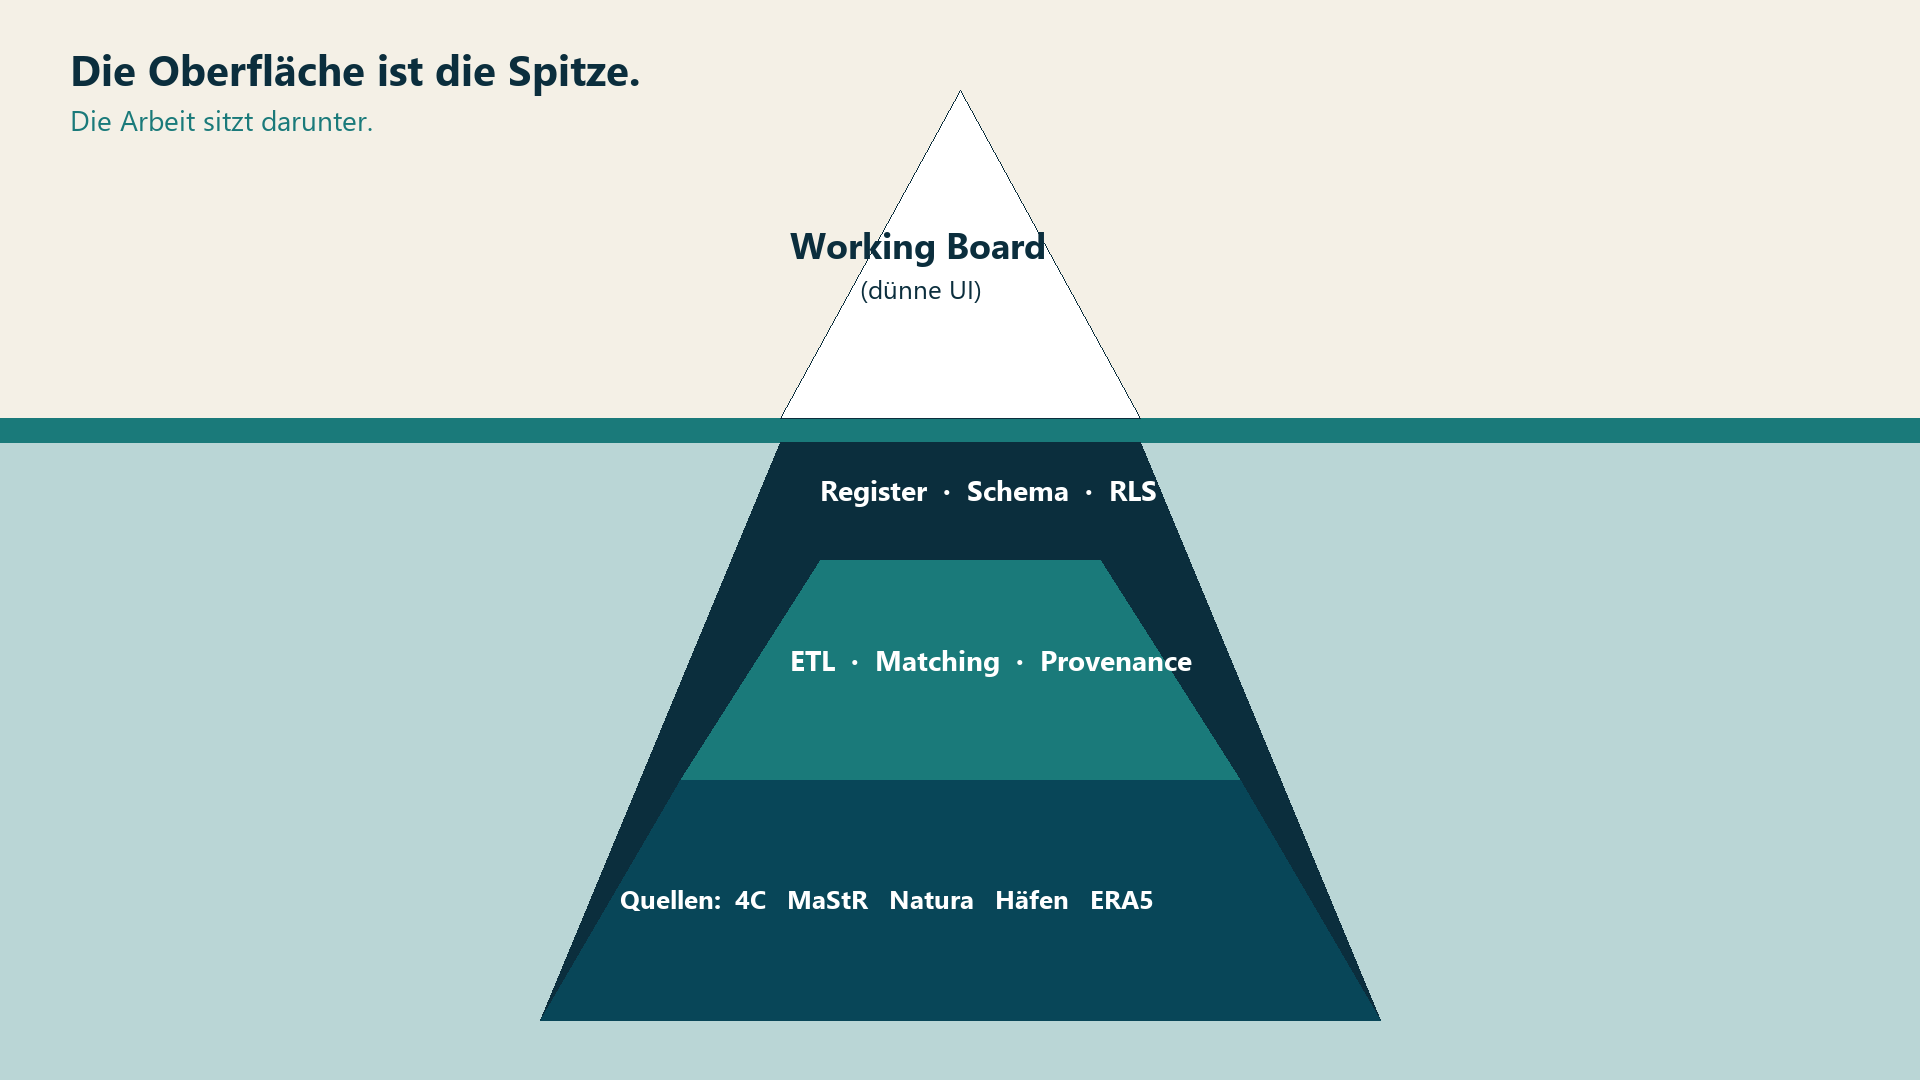 Die Oberfläche ist die Spitze.
Die Arbeit sitzt darunter.
Working Board
(dünne UI)
Register · Schema · RLS
ETL · Matching · Provenance
Quellen: 4C MaStR Natura Häfen ERA5